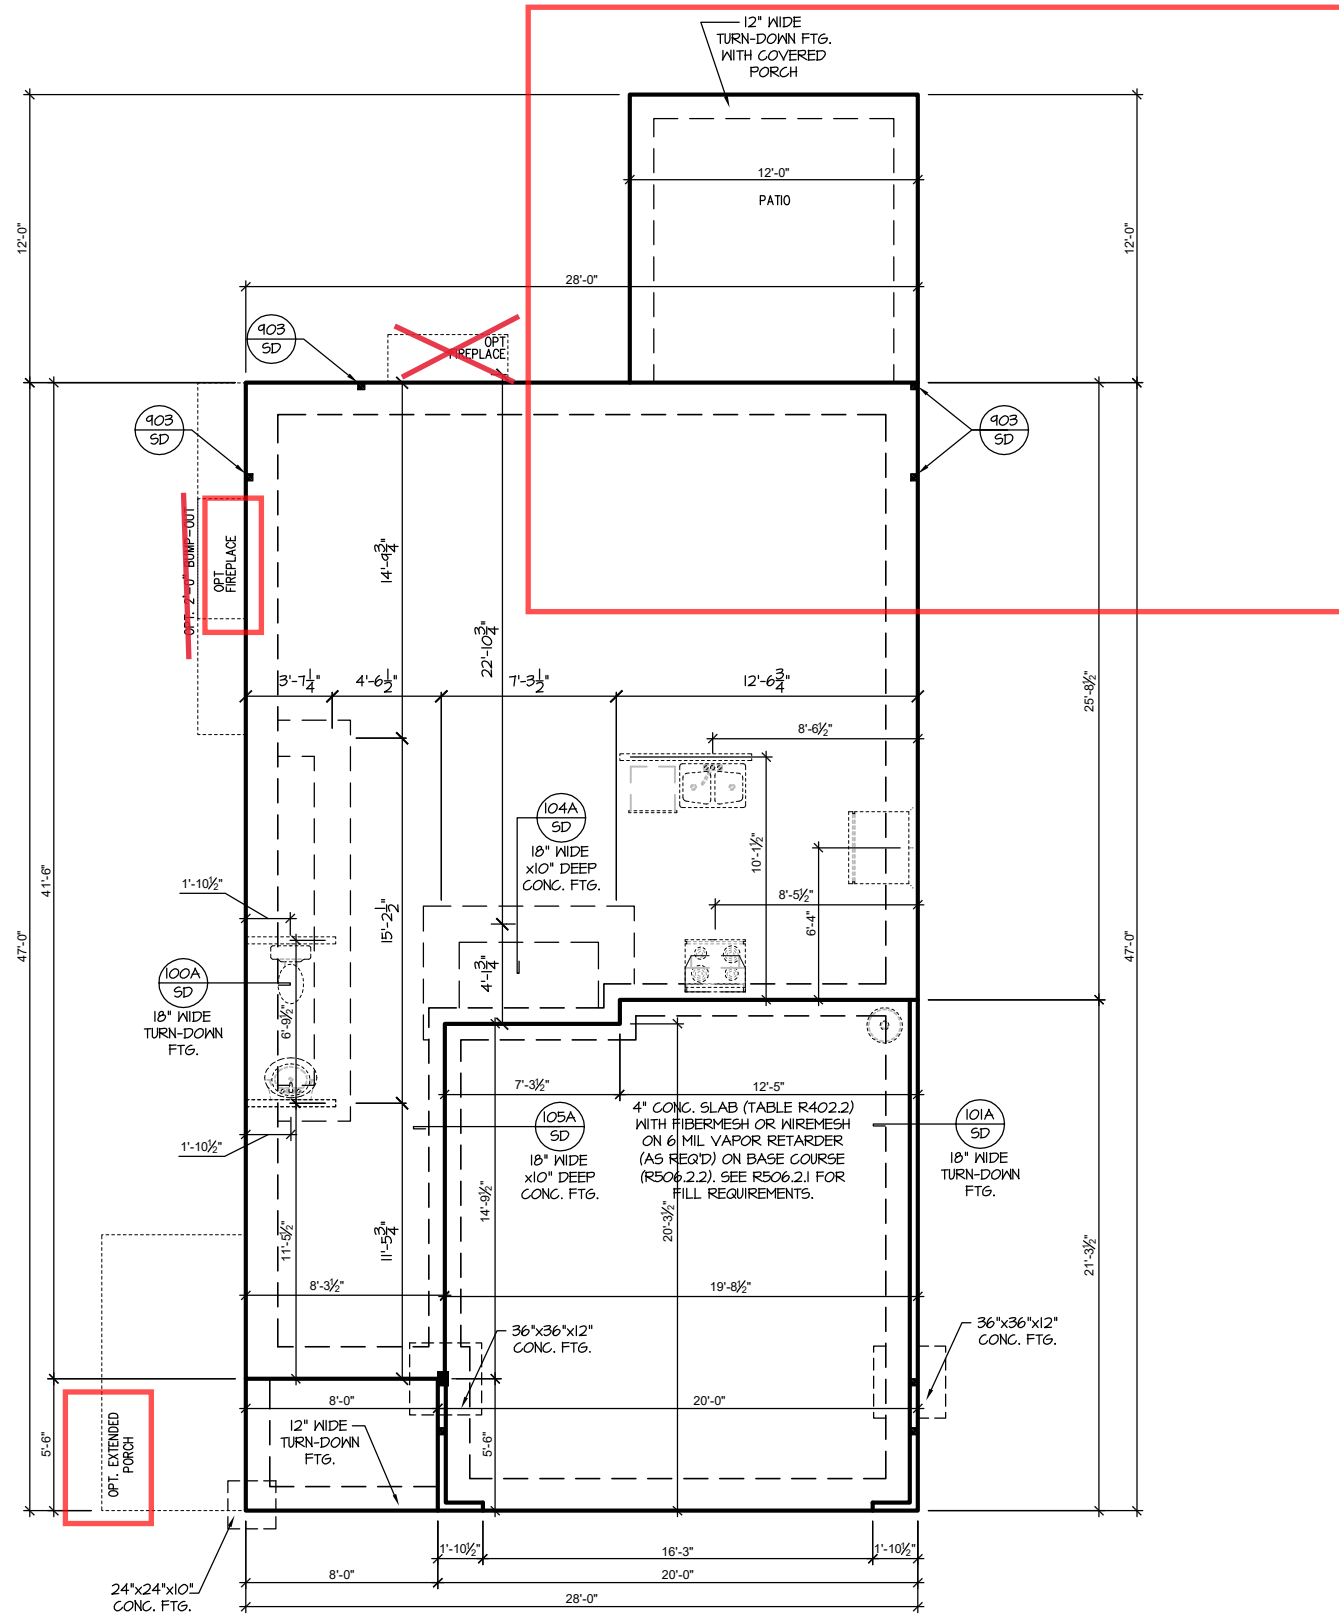 12" WIDE
TURN-DOWN FTG.
WITH COVERED
PORCH
12'-0"
PATIO
12'-0"
12'-0"
28'-0"
903
SD
OPT
FIREPLACE
903
SD
903
SD
OPT. 2'-0" BUMP-OUT
OPT
FIREPLACE
14'-9 3/4"
22'-10 3/4"
3'-7 1/4"
4'-6 1/2"
7'-3 1/2"
12'-6 3/4"
25'-8 1/2"
8'-6 1/2"
104A
SD
18" WIDE
x10" DEEP
CONC. FTG.
10'-1 1/2"
41'-6"
47'-0"
1'-10 1/2"
15'-2 1/2"
8'-5 1/2"
6'-4"
47'-0"
100A
SD
18" WIDE
TURN-DOWN
FTG.
4'-1 3/4"
6'-9 1/2"
7'-3 1/2"
12'-5"
4" CONC. SLAB (TABLE R402.2)
WITH FIBERMESH OR WIREMESH
ON 6 MIL VAPOR RETARDER
(AS REQ'D) ON BASE COURSE
(R506.2.2). SEE R506.2.1 FOR
FILL REQUIREMENTS.
105A
SD
18" WIDE
x10" DEEP
CONC. FTG.
101A
SD
18" WIDE
TURN-DOWN
FTG.
1'-10 1/2"
14'-9 1/2"
20'-3 1/2"
11'-5 1/2"
11'-5 3/4"
21'-3 1/2"
8'-3 1/2"
19'-8 1/2"
36"x36"x12"
CONC. FTG.
36"x36"x12"
CONC. FTG.
8'-0"
20'-0"
12" WIDE
TURN-DOWN
FTG.
5'-6"
5'-6"
OPT. EXTENDED
PORCH
1'-10 1/2"
16'-3"
1'-10 1/2"
8'-0"
20'-0"
24"x24"x10"
CONC. FTG.
28'-0"